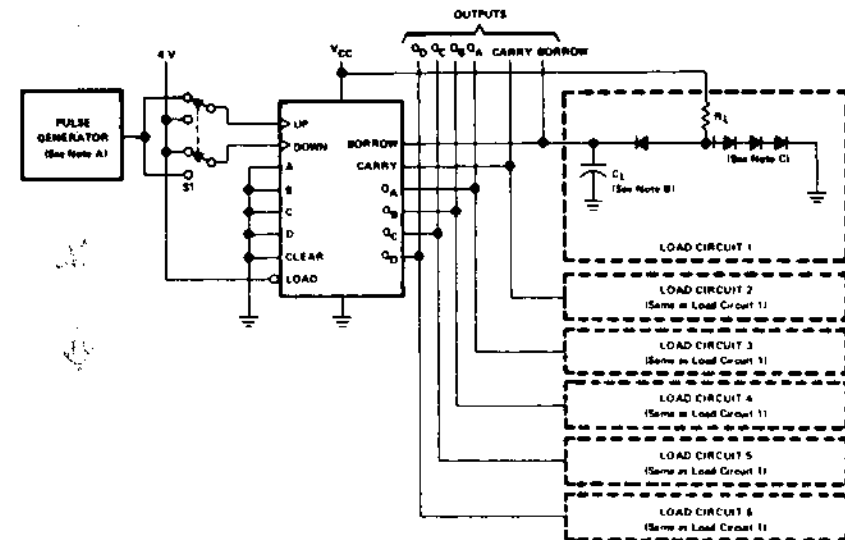 OUTPUTS
4 V
VCC
QD QC QB QA CARRY BORROW
PULSE
GENERATOR
(See Note A)
S1
UP
DOWN
A
B
C
D
CLEAR
LOAD
BORROW
CARRY
QA
QB
QC
QD
RL
(See Note C)
CL
(See Note B)
LOAD CIRCUIT 1
LOAD CIRCUIT 2
(Same as Load Circuit 1)
LOAD CIRCUIT 3
(Same as Load Circuit 1)
LOAD CIRCUIT 4
(Same as Load Circuit 1)
LOAD CIRCUIT 5
(Same as Load Circuit 1)
LOAD CIRCUIT 6
(Same as Load Circuit 1)